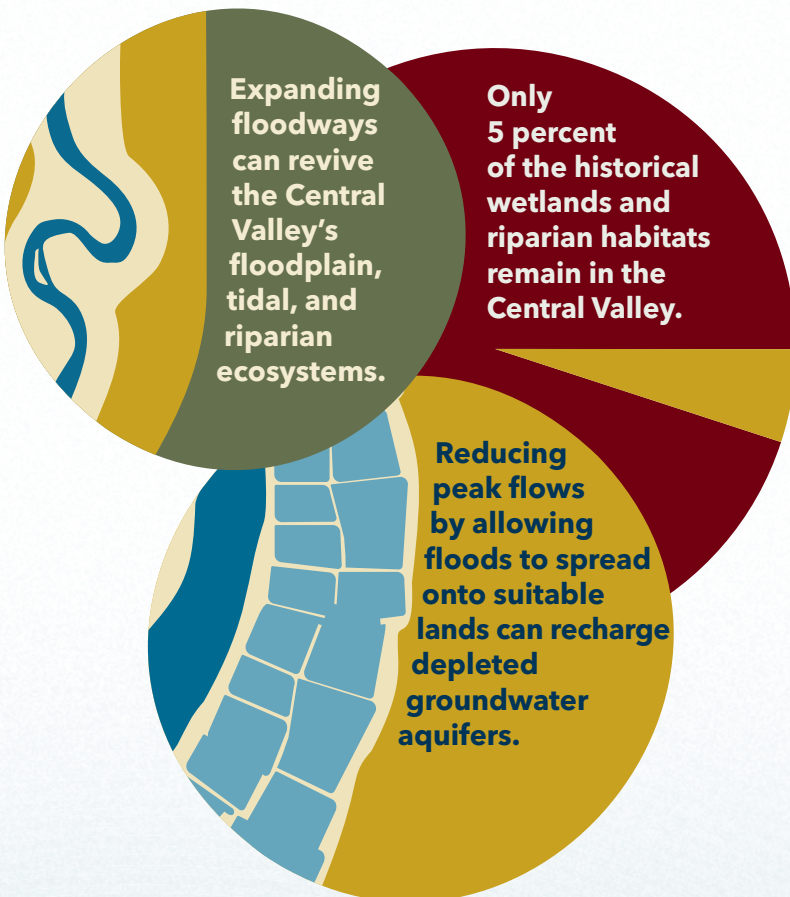 Expanding
floodways
can revive
the Central
Valley's
floodplain,
tidal, and
riparian
ecosystems.
Only
5 percent
of the historical
wetlands and
riparian habitats
remain in the
Central Valley.
Reducing
peak flows
by allowing
floods to spread
onto suitable
lands can recharge
depleted
groundwater
aquifers.